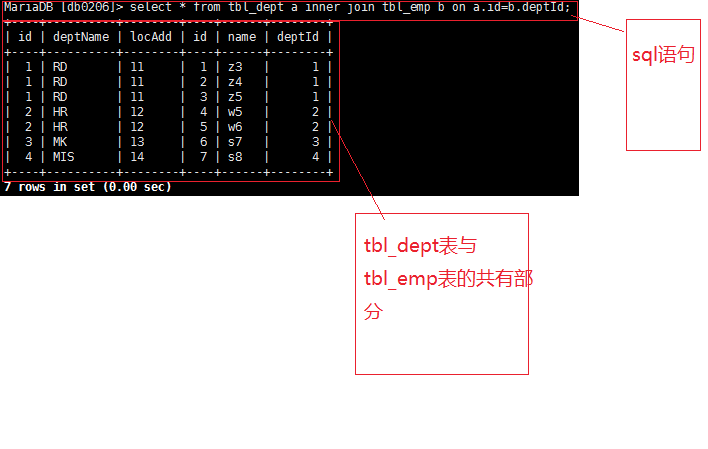 MariaDB [db0206]> select * from tbl_dept a inner join tbl_emp b on a.id=b.deptId;
+----+----------+--------+----+------+--------+
| id | deptName | locAdd | id | name | deptId |
+----+----------+--------+----+------+--------+
|  1 | RD       | 11     |  1 | z3   |      1 |
|  1 | RD       | 11     |  2 | z4   |      1 |
|  1 | RD       | 11     |  3 | z5   |      1 |
|  2 | HR       | 12     |  4 | w5   |      2 |
|  2 | HR       | 12     |  5 | w6   |      2 |
|  3 | MK       | 13     |  6 | s7   |      3 |
|  4 | MIS      | 14     |  7 | s8   |      4 |
+----+----------+--------+----+------+--------+
7 rows in set (0.00 sec)
sql语句
tbl_dept表与
tbl_emp表的共有部
分